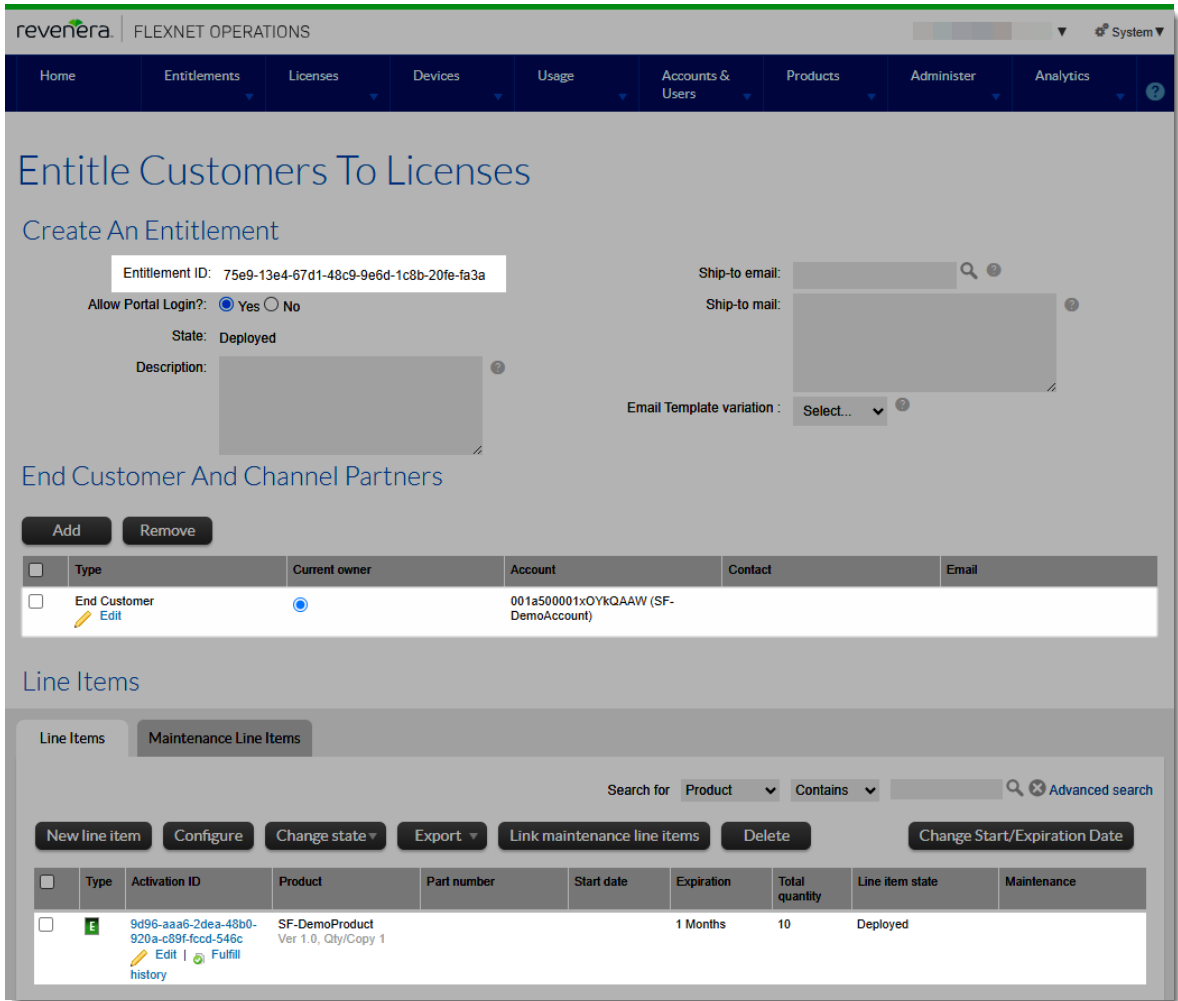 revenera. FLEXNET OPERATIONS
System
Home Entitlements Licenses Devices Usage Accounts & Users Products Administer Analytics
Entitle Customers To Licenses
Create An Entitlement
Entitlement ID: 75e9-13e4-67d1-48c9-9e6d-1c8b-20fe-fa3a
Ship-to email:
Allow Portal Login?: Yes No
Ship-to mail:
State: Deployed
Description:
Email Template variation : Select...
End Customer And Channel Partners
Add Remove
Type Current owner Account Contact Email
End Customer 001a500001xOYkQAAW (SF-
Edit DemoAccount)
Line Items
Line Items Maintenance Line Items
Search for Product Contains Advanced search
New line item Configure Change state Export Link maintenance line items Delete Change Start/Expiration Date
Type Activation ID Product Part number Start date Expiration Total quantity Line item state Maintenance
E 9d96-aaa6-2dea-48b0- SF-DemoProduct 1 Months 10 Deployed
920a-c89f-fccd-546c Ver 1.0, Qty/Copy 1
Edit | Fulfill
history